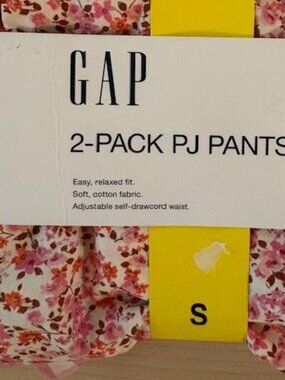 GAP
2-PACK PJ PANTS
Easy, relaxed fit.
Soft, cotton fabric.
Adjustable self-drawcord waist.
S